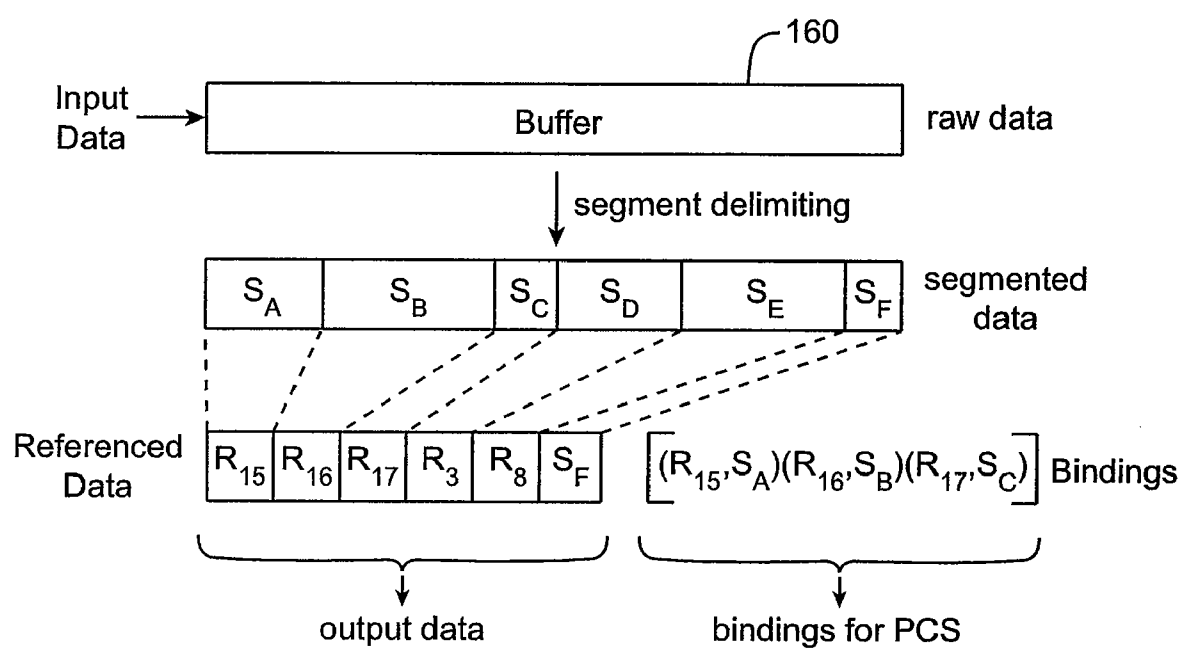 160
Input
Data
Buffer
raw data
segment delimiting
S_A S_B S_C S_D S_E S_F
segmented
data
Referenced
Data
R_15 R_16 R_17 R_3 R_8 S_F
[(R_15,S_A)(R_16,S_B)(R_17,S_C)] Bindings
output data
bindings for PCS